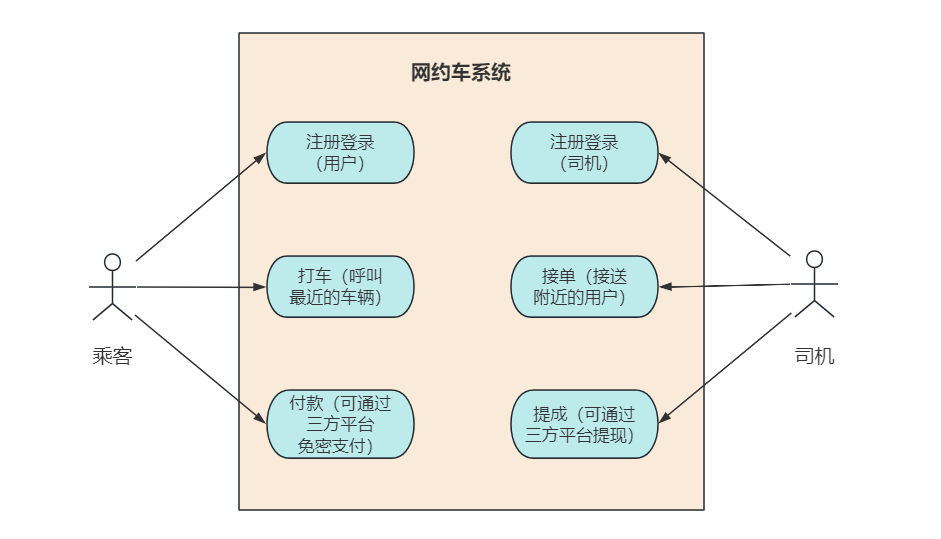 网约车系统
注册登录
（用户）
注册登录
（司机）
打车（呼叫
最近的车辆）
接单（接送
附近的用户）
乘客
司机
付款（可通过
三方平台
免密支付）
提成（可通过
三方平台提现）